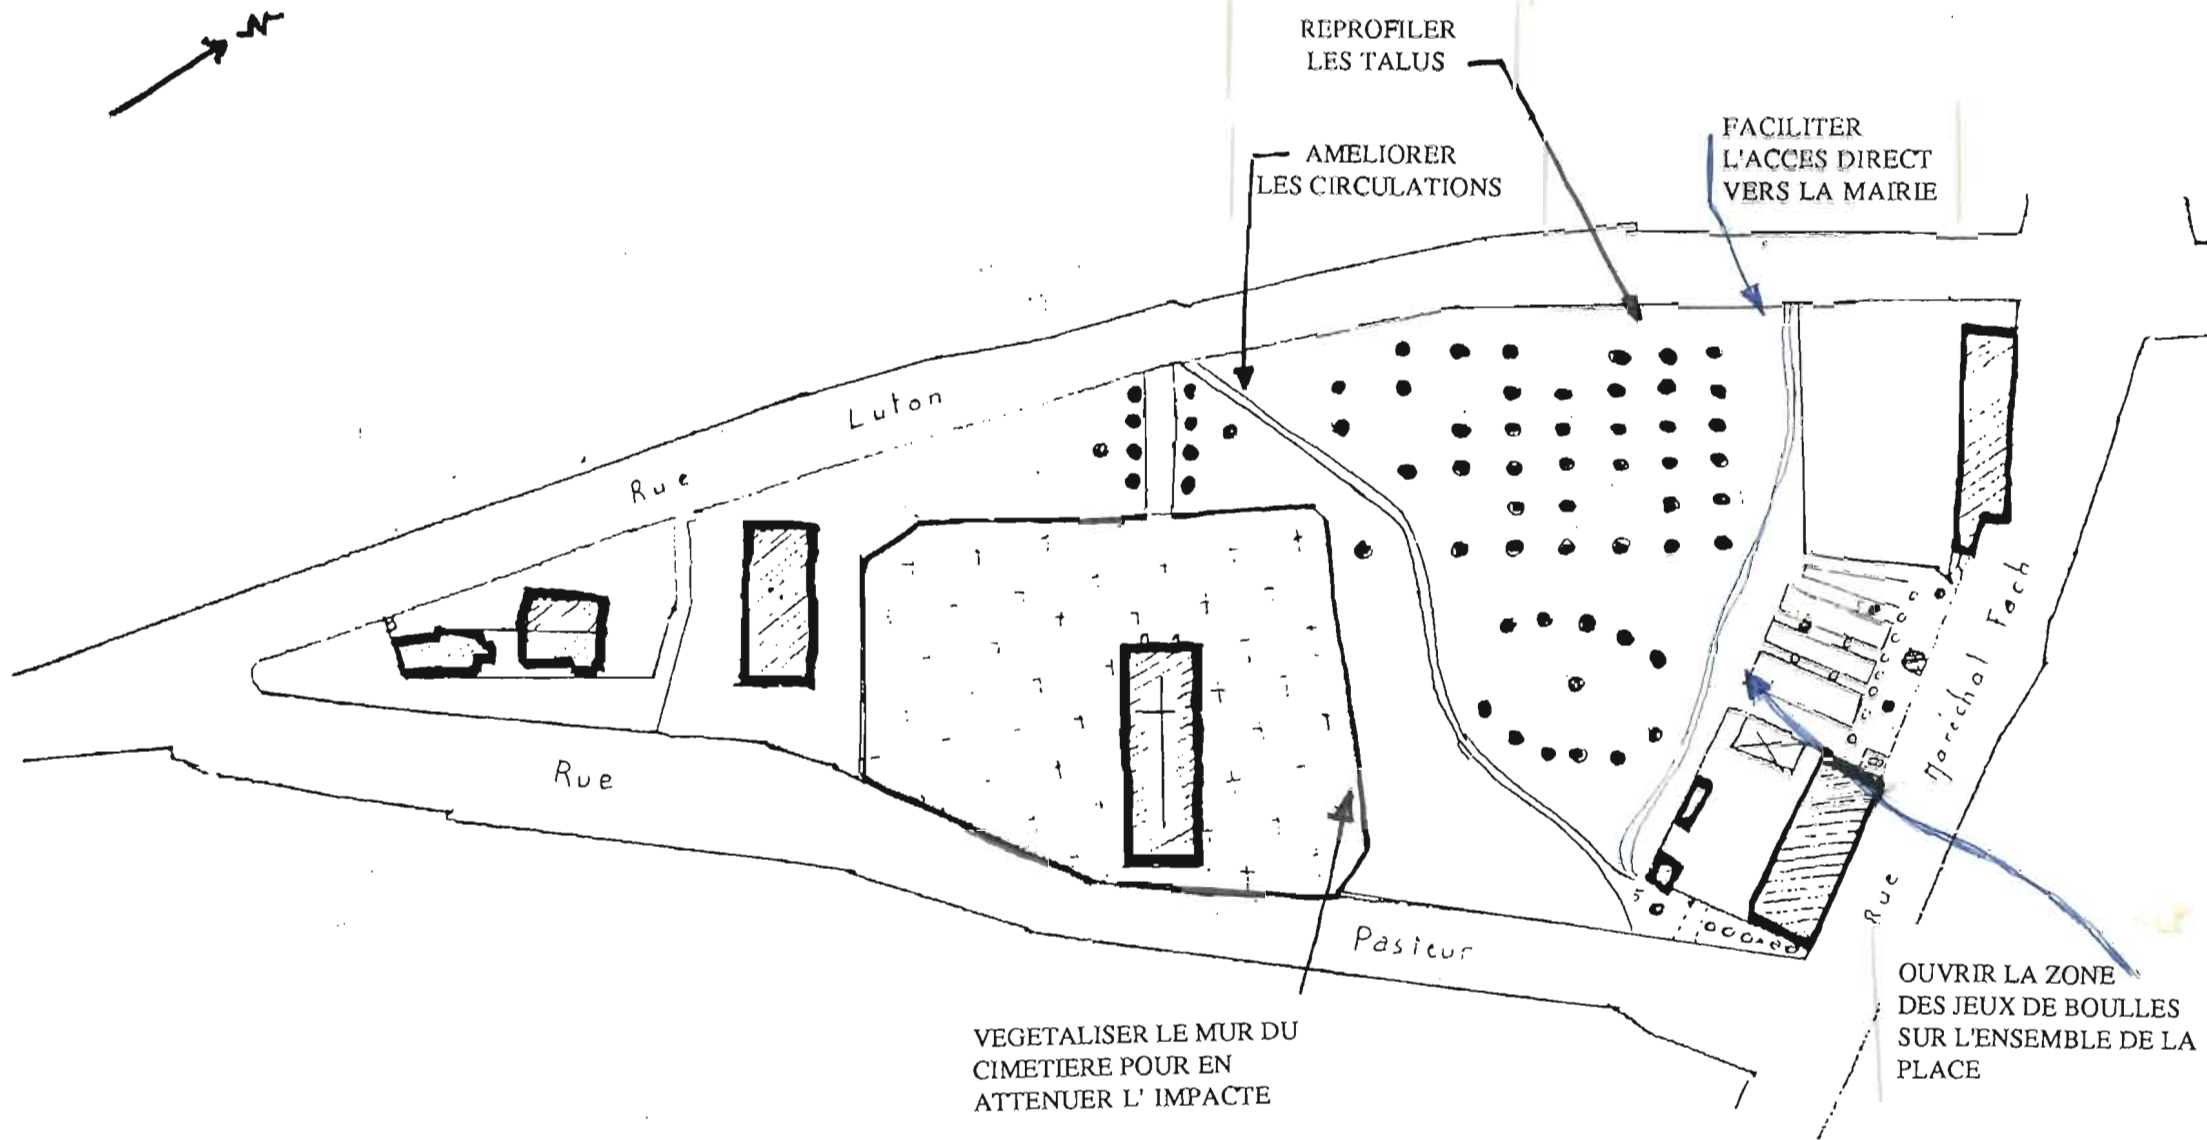 N
REPROFILER
LES TALUS
AMELIORER
LES CIRCULATIONS
FACILITER
L'ACCES DIRECT
VERS LA MAIRIE
Rue Luton
Rue Pasteur
Rue Maréchal Foch
VEGETALISER LE MUR DU
CIMETIERE POUR EN
ATTENUER L' IMPACTE
OUVRIR LA ZONE
DES JEUX DE BOULLES
SUR L'ENSEMBLE DE LA
PLACE